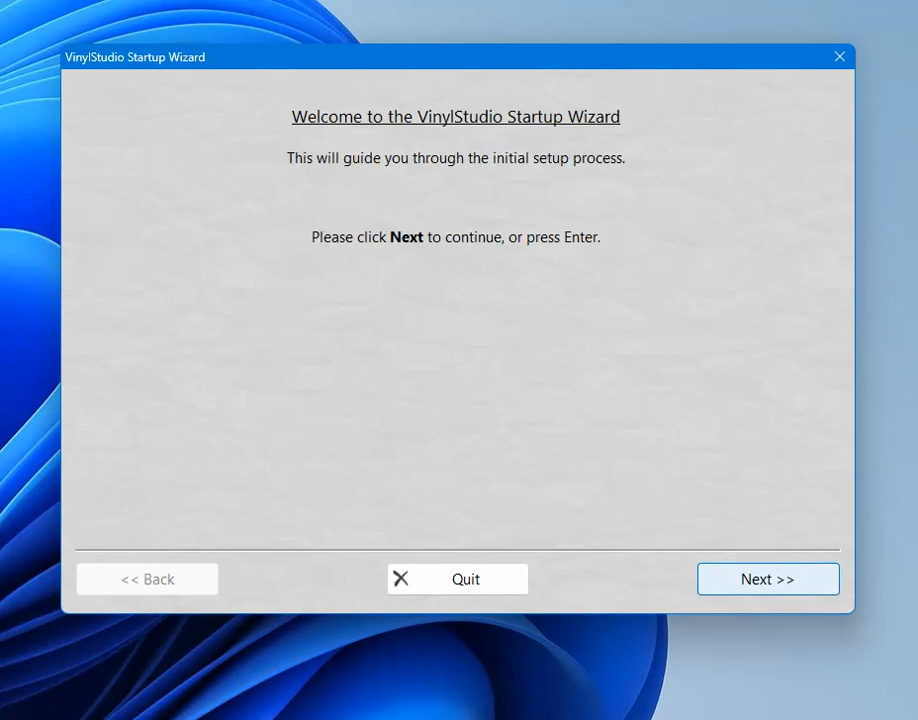 VinylStudio Startup Wizard
Welcome to the VinylStudio Startup Wizard
This will guide you through the initial setup process.
Please click Next to continue, or press Enter.
<< Back
Quit
Next >>